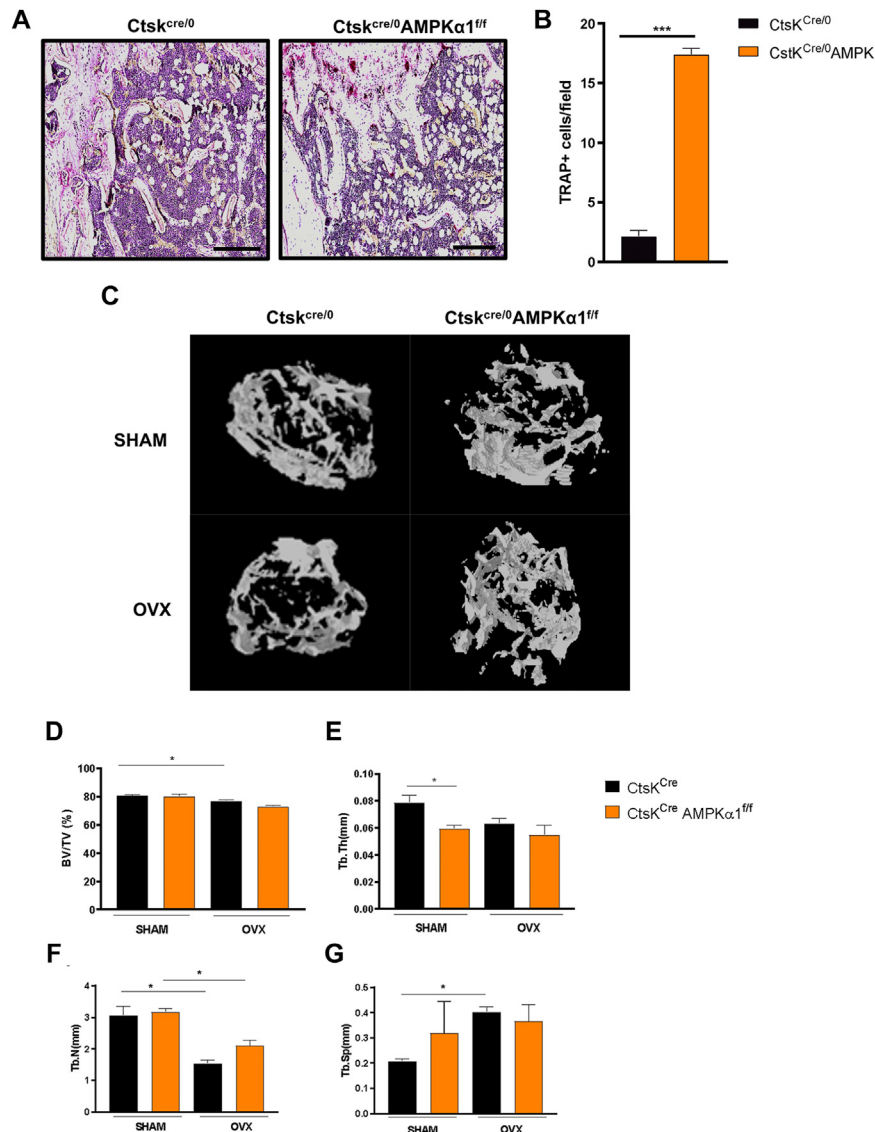 A
Ctsk^cre/0
Ctsk^cre/0AMPKα1^f/f
B
TRAP+ cells/field
20
15
10
5
0
***
CtsK^Cre/0
CstK^Cre/0AMPK
C
Ctsk^cre/0
Ctsk^cre/0AMPKα1^f/f
SHAM
OVX
D
BV/TV (%)
100
80
60
40
20
0
*
SHAM
OVX
E
Tb.Th(mm)
0.10
0.08
0.06
0.04
0.02
0.00
*
SHAM
OVX
CtsK^Cre
CtsK^Cre AMPKα1^f/f
F
Tb.N(mm)
4
3
2
1
0
*
*
SHAM
OVX
G
Tb.Sp(mm)
0.5
0.4
0.3
0.2
0.1
0.0
*
SHAM
OVX